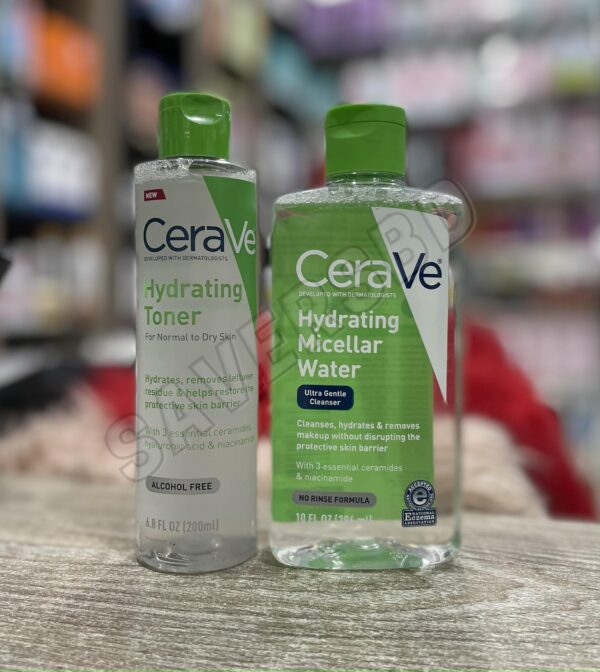 NEW
CeraVe
DEVELOPED WITH DERMATOLOGISTS
Hydrating
Toner
For Normal to Dry Skin
Hydrates, removes leftover
residue & helps restore the
protective skin barrier
With 3 essential ceramides,
hyaluronic acid & niacinamide
ALCOHOL FREE
6.8 FL OZ (200ml)
CeraVe®
DEVELOPED WITH DERMATOLOGISTS
Hydrating
Micellar
Water
Ultra Gentle
Cleanser
Cleanses, hydrates & removes
makeup without disrupting the
protective skin barrier
With 3 essential ceramides
& niacinamide
NO RINSE FORMULA
10 FL OZ
ACCEPTED
e
NATIONAL
Eczema
ASSOCIATION